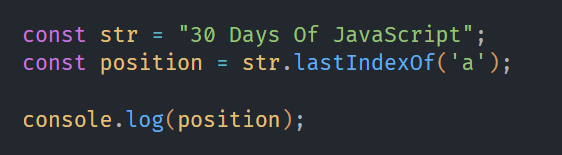 const str = "30 Days Of JavaScript";
const position = str.lastIndexOf('a');
console.log(position);